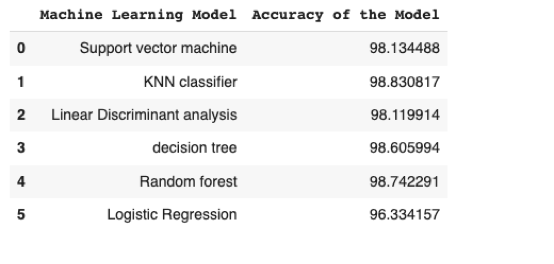 Machine Learning Model Accuracy of the Model
0 Support vector machine 98.134488
1 KNN classifier 98.830817
2 Linear Discriminant analysis 98.119914
3 decision tree 98.605994
4 Random forest 98.742291
5 Logistic Regression 96.334157